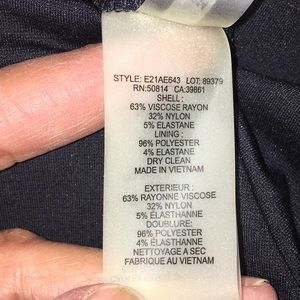 STYLE: E21AE643 LOT: 89379
RN:50814 CA:39861
SHELL:
63% VISCOSE RAYON
32% NYLON
5% ELASTANE
LINING:
96% POLYESTER
4% ELASTANE
DRY CLEAN
MADE IN VIETNAM
EXTERIEUR:
63% RAYONNE VISCOSE
32% NYLON
5% ÉLASTHANNE
DOUBLURE:
96% POLYESTER
4% ÉLASTHANNE
NETTOYAGE A SEC
FABRIQUE AU VIETNAM